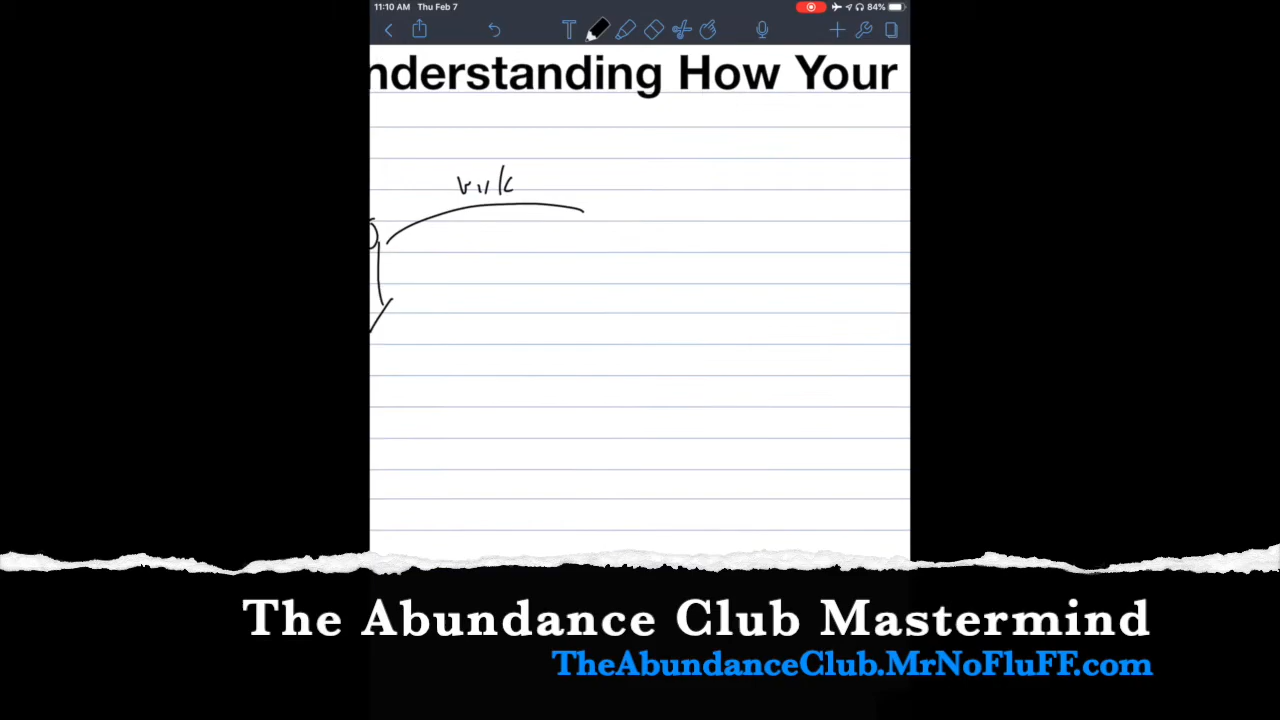 11:10 AM Thu Feb 7 84%
nderstanding How Your
The Abundance Club Mastermind
TheAbundanceClub.MrNoFluFF.com